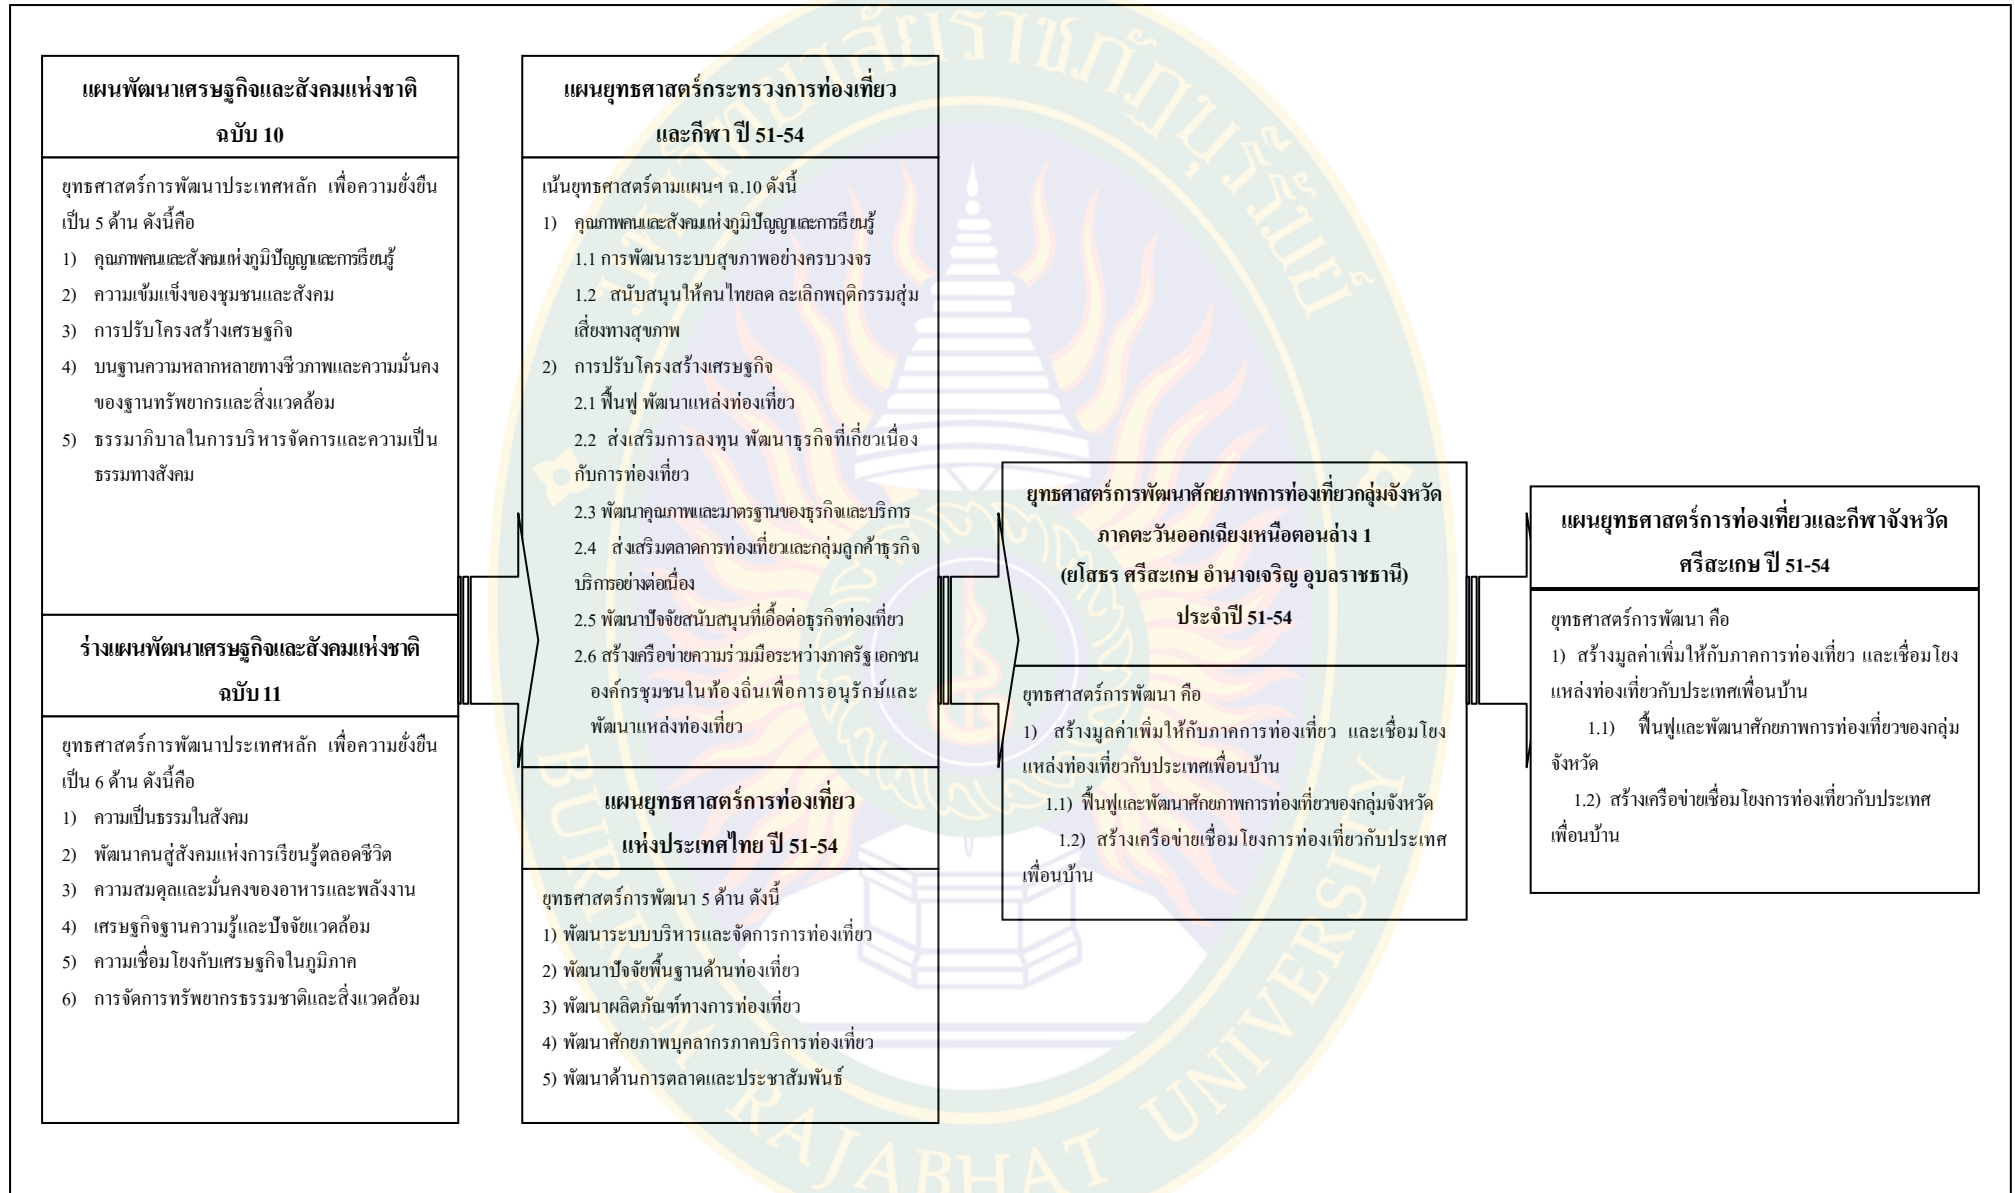 แผนพัฒนาเศรษฐกิจและสังคมแห่งชาติ
ฉบับ 10
ยุทธศาสตร์การพัฒนาประเทศหลัก เพื่อความยั่งยืน
เป็น 5 ด้าน ดังนี้คือ
1) คุณภาพคนและสังคมแห่งภูมิปัญญาและการเรียนรู้
2) ความเข้มแข็งของชุมชนและสังคม
3) การปรับโครงสร้างเศรษฐกิจ
4) บนฐานความหลากหลายทางชีวภาพและความมั่นคง
ของฐานทรัพยากรและสิ่งแวดล้อม
5) ธรรมาภิบาลในการบริหารจัดการและความเป็น
ธรรมทางสังคม
ร่างแผนพัฒนาเศรษฐกิจและสังคมแห่งชาติ
ฉบับ 11
ยุทธศาสตร์การพัฒนาประเทศหลัก เพื่อความยั่งยืน
เป็น 6 ด้าน ดังนี้คือ
1) ความเป็นธรรมในสังคม
2) พัฒนาคนสู่สังคมแห่งการเรียนรู้ตลอดชีวิต
3) ความสมดุลและมั่นคงของอาหารและพลังงาน
4) เศรษฐกิจฐานความรู้และปัจจัยแวดล้อม
5) ความเชื่อมโยงกับเศรษฐกิจในภูมิภาค
6) การจัดการทรัพยากรธรรมชาติและสิ่งแวดล้อม
แผนยุทธศาสตร์กระทรวงการท่องเที่ยว
และกีฬา ปี 51-54
เน้นยุทธศาสตร์ตามแผนฯ ฉ.10 ดังนี้
1) คุณภาพคนและสังคมแห่งภูมิปัญญาและการเรียนรู้
1.1 การพัฒนาระบบสุขภาพอย่างครบวงจร
1.2 สนับสนุนให้คนไทยลด ละเลิกพฤติกรรมสุ่ม
เสี่ยงทางสุขภาพ
2) การปรับโครงสร้างเศรษฐกิจ
2.1 ฟื้นฟู พัฒนาแหล่งท่องเที่ยว
2.2 ส่งเสริมการลงทุน พัฒนาธุรกิจที่เกี่ยวเนื่อง
กับการท่องเที่ยว
2.3 พัฒนาคุณภาพและมาตรฐานของธุรกิจและบริการ
2.4 ส่งเสริมตลาดการท่องเที่ยวและกลุ่มลูกค้าธุรกิจ
บริการอย่างต่อเนื่อง
2.5 พัฒนาปัจจัยสนับสนุนที่เอื้อต่อธุรกิจท่องเที่ยว
2.6 สร้างเครือข่ายความร่วมมือระหว่างภาครัฐ เอกชน
องค์กรชุมชนในท้องถิ่นเพื่อการอนุรักษ์และ
พัฒนาแหล่งท่องเที่ยว
แผนยุทธศาสตร์การท่องเที่ยว
แห่งประเทศไทย ปี 51-54
ยุทธศาสตร์การพัฒนา 5 ด้าน ดังนี้
1) พัฒนาระบบบริหารและจัดการการท่องเที่ยว
2) พัฒนาปัจจัยพื้นฐานด้านท่องเที่ยว
3) พัฒนาผลิตภัณฑ์ทางการท่องเที่ยว
4) พัฒนาศักยภาพบุคลากรภาคบริการท่องเที่ยว
5) พัฒนาด้านการตลาดและประชาสัมพันธ์
ยุทธศาสตร์การพัฒนาศักยภาพการท่องเที่ยวกลุ่มจังหวัด
ภาคตะวันออกเฉียงเหนือตอนล่าง 1
(ยโสธร ศรีสะเกษ อำนาจเจริญ อุบลราชธานี)
ประจำปี 51-54
ยุทธศาสตร์การพัฒนา คือ
1) สร้างมูลค่าเพิ่มให้กับภาคการท่องเที่ยว และเชื่อมโยง
แหล่งท่องเที่ยวกับประเทศเพื่อนบ้าน
1.1) ฟื้นฟูและพัฒนาศักยภาพการท่องเที่ยวของกลุ่มจังหวัด
1.2) สร้างเครือข่ายเชื่อมโยงการท่องเที่ยวกับประเทศ
เพื่อนบ้าน
แผนยุทธศาสตร์การท่องเที่ยวและกีฬาจังหวัด
ศรีสะเกษ ปี 51-54
ยุทธศาสตร์การพัฒนา คือ
1) สร้างมูลค่าเพิ่มให้กับภาคการท่องเที่ยว และเชื่อมโยง
แหล่งท่องเที่ยวกับประเทศเพื่อนบ้าน
1.1) ฟื้นฟูและพัฒนาศักยภาพการท่องเที่ยวของกลุ่ม
จังหวัด
1.2) สร้างเครือข่ายเชื่อมโยงการท่องเที่ยวกับประเทศ
เพื่อนบ้าน
มหาวิทยาลัยราชภัฏบุรีรัมย์
BURIRAM RAJABHAT UNIVERSITY